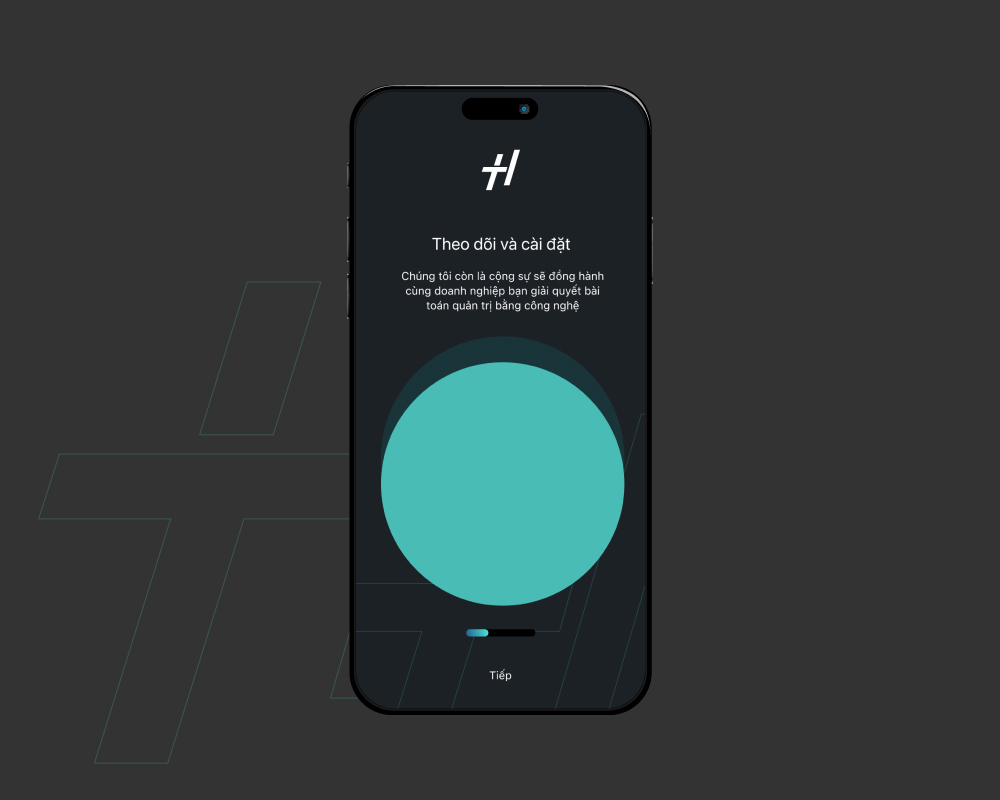 Theo dõi và cài đặt
Chúng tôi còn là cộng sự sẽ đồng hành
cùng doanh nghiệp bạn giải quyết bài
toán quản trị bằng công nghệ
Tiếp